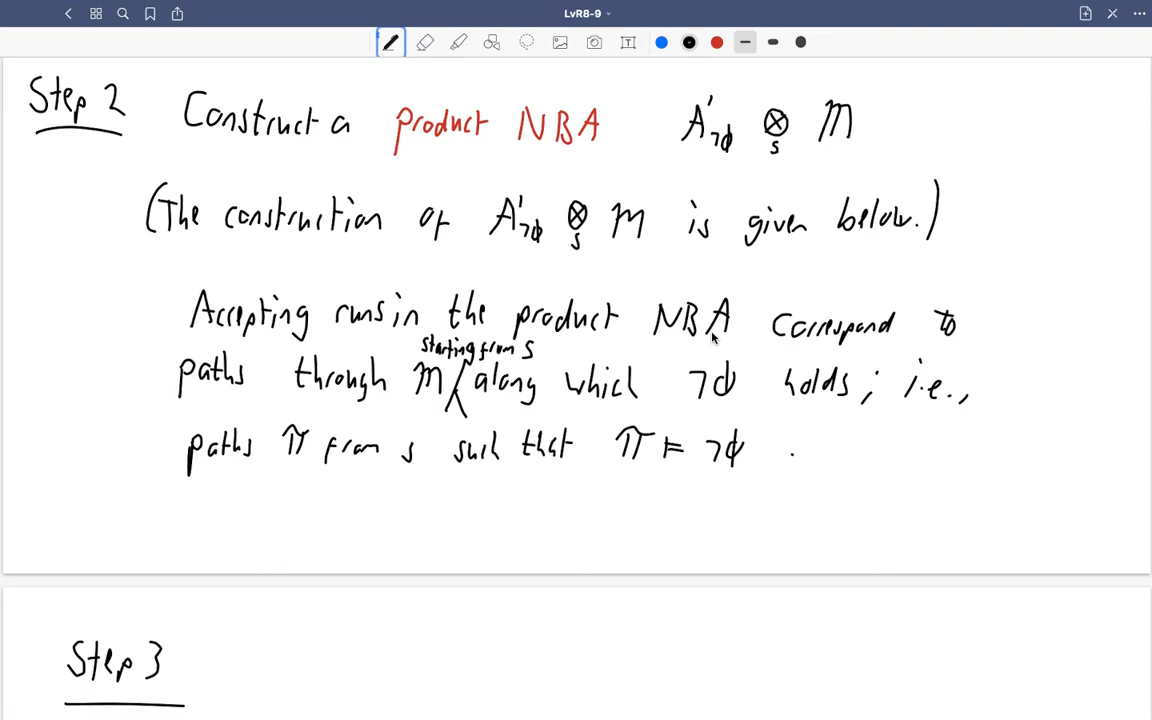 LvR8-9
Step 2 Construct a product NBA A'¬ϕ ⊗s M
(The construction of A'¬ϕ ⊗s M is given below.)
Accepting runs in the product NBA correspond to
starting from s
paths through M along which ¬ϕ holds; i.e.,
paths π from s such that π ⊨ ¬ϕ .
Step 3